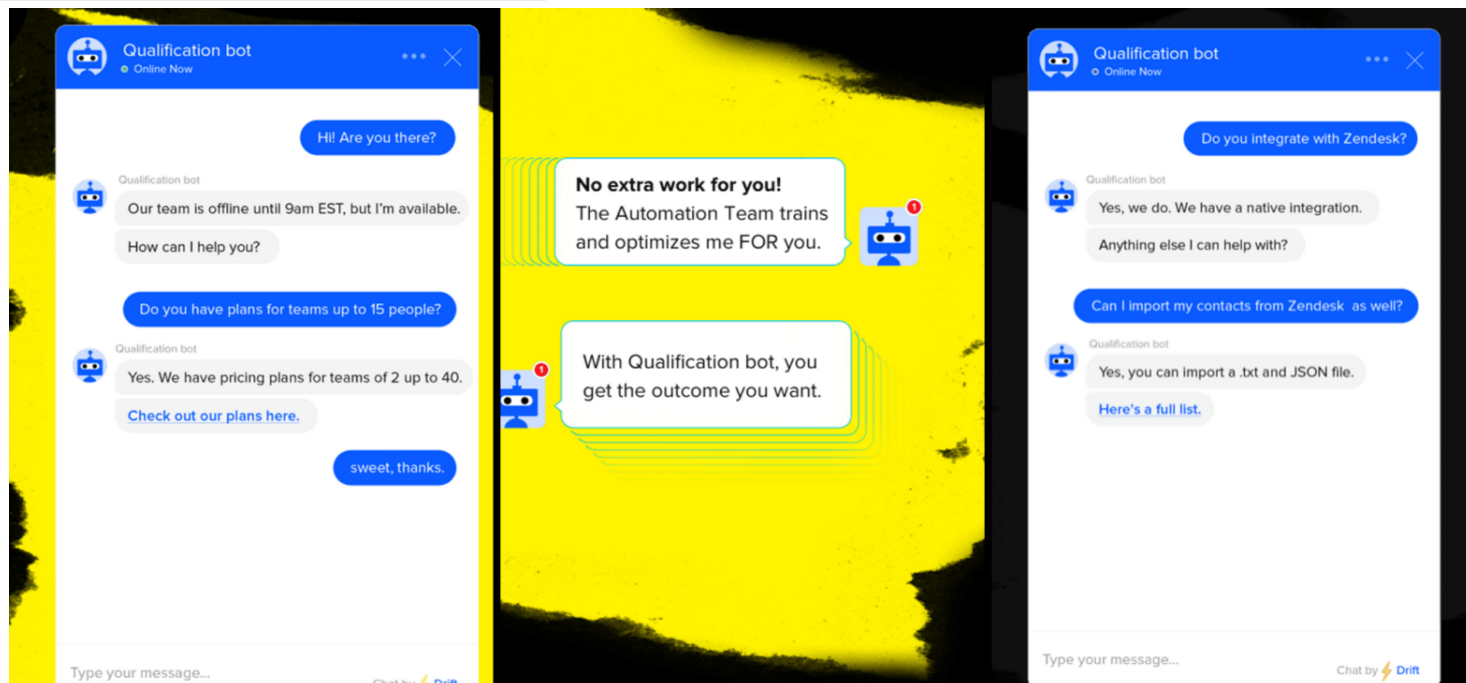 Qualification bot
Online Now
Hi! Are you there?
Qualification bot
Our team is offline until 9am EST, but I'm available.
How can I help you?
Do you have plans for teams up to 15 people?
Qualification bot
Yes. We have pricing plans for teams of 2 up to 40.
Check out our plans here.
sweet, thanks.
Type your message...
Chat by Drift
No extra work for you!
The Automation Team trains
and optimizes me FOR you.
1
1
With Qualification bot, you
get the outcome you want.
Qualification bot
Online Now
Do you integrate with Zendesk?
Qualification bot
Yes, we do. We have a native integration.
Anything else I can help with?
Can I import my contacts from Zendesk as well?
Qualification bot
Yes, you can import a .txt and JSON file.
Here's a full list.
Type your message...
Chat by Drift